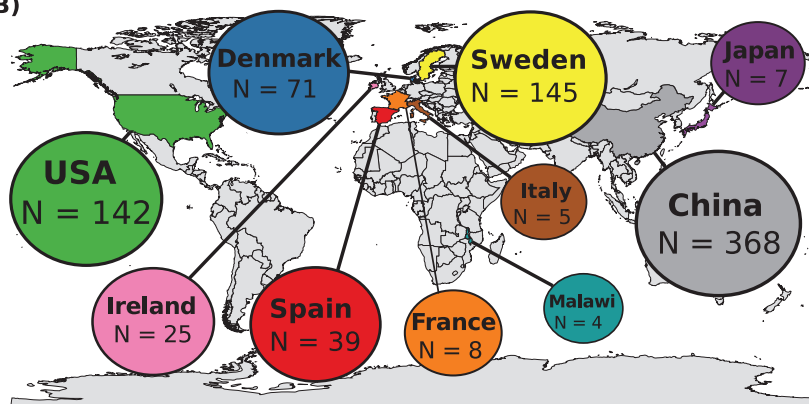 B)
Denmark
N = 71
Sweden
N = 145
Japan
N = 7
USA
N = 142
Italy
N = 5
China
N = 368
Ireland
N = 25
Spain
N = 39
France
N = 8
Malawi
N = 4